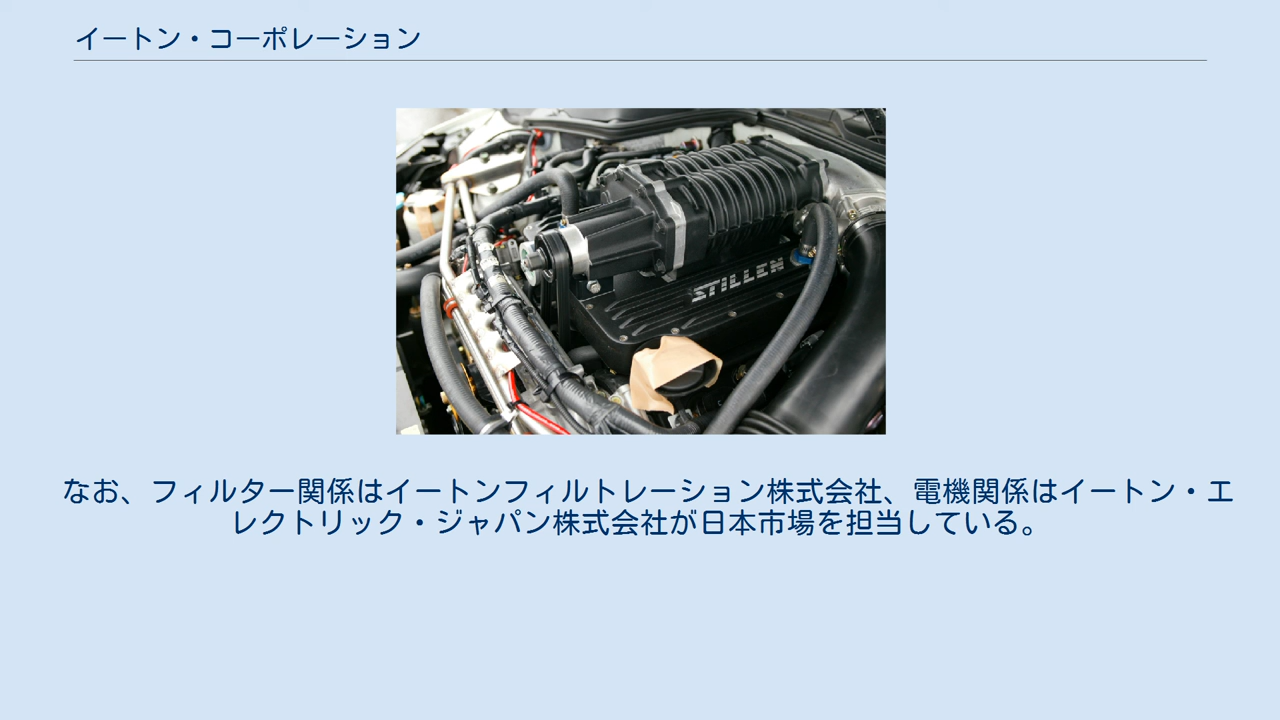 イートン・コーポレーション
STILLEN
なお、フィルター関係はイートンフィルトレーション株式会社、電機関係はイートン・エ
レクトリック・ジャパン株式会社が日本市場を担当している。